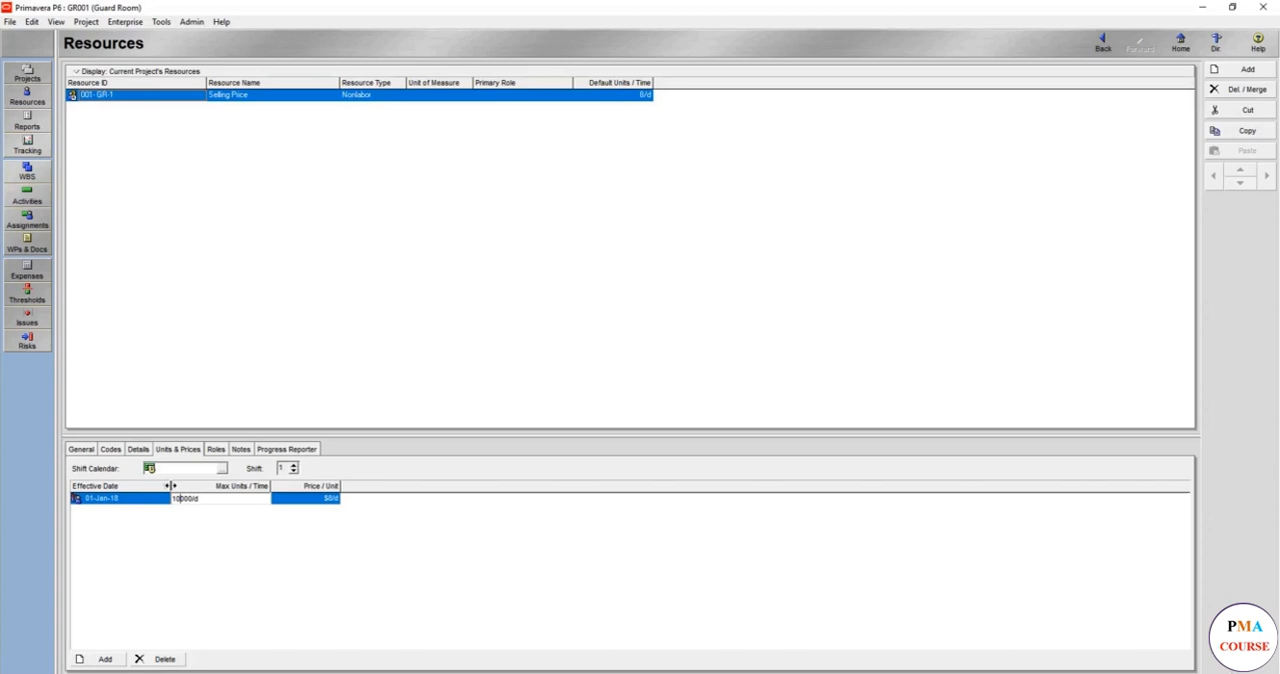 Primavera P6 : GR001 (Guard Room)
File Edit View Project Enterprise Tools Admin Help
Resources
Back Forward Home Dir. Help
Display: Current Project's Resources
Resource ID Resource Name Resource Type Unit of Measure Primary Role Default Units / Time
001- GR-1 Selling Price Nonlabor 8/d
Add
Del. / Merge
Cut
Copy
Paste
Projects
Resources
Reports
Tracking
WBS
Activities
Assignments
WPs & Docs
Expenses
Thresholds
Issues
Risks
General Codes Details Units & Prices Roles Notes Progress Reporter
Shift Calendar: Shift: 1
Effective Date Max Units / Time Price / Unit
01-Jan-18 10000/d $8/d
Add Delete
PMA
COURSE